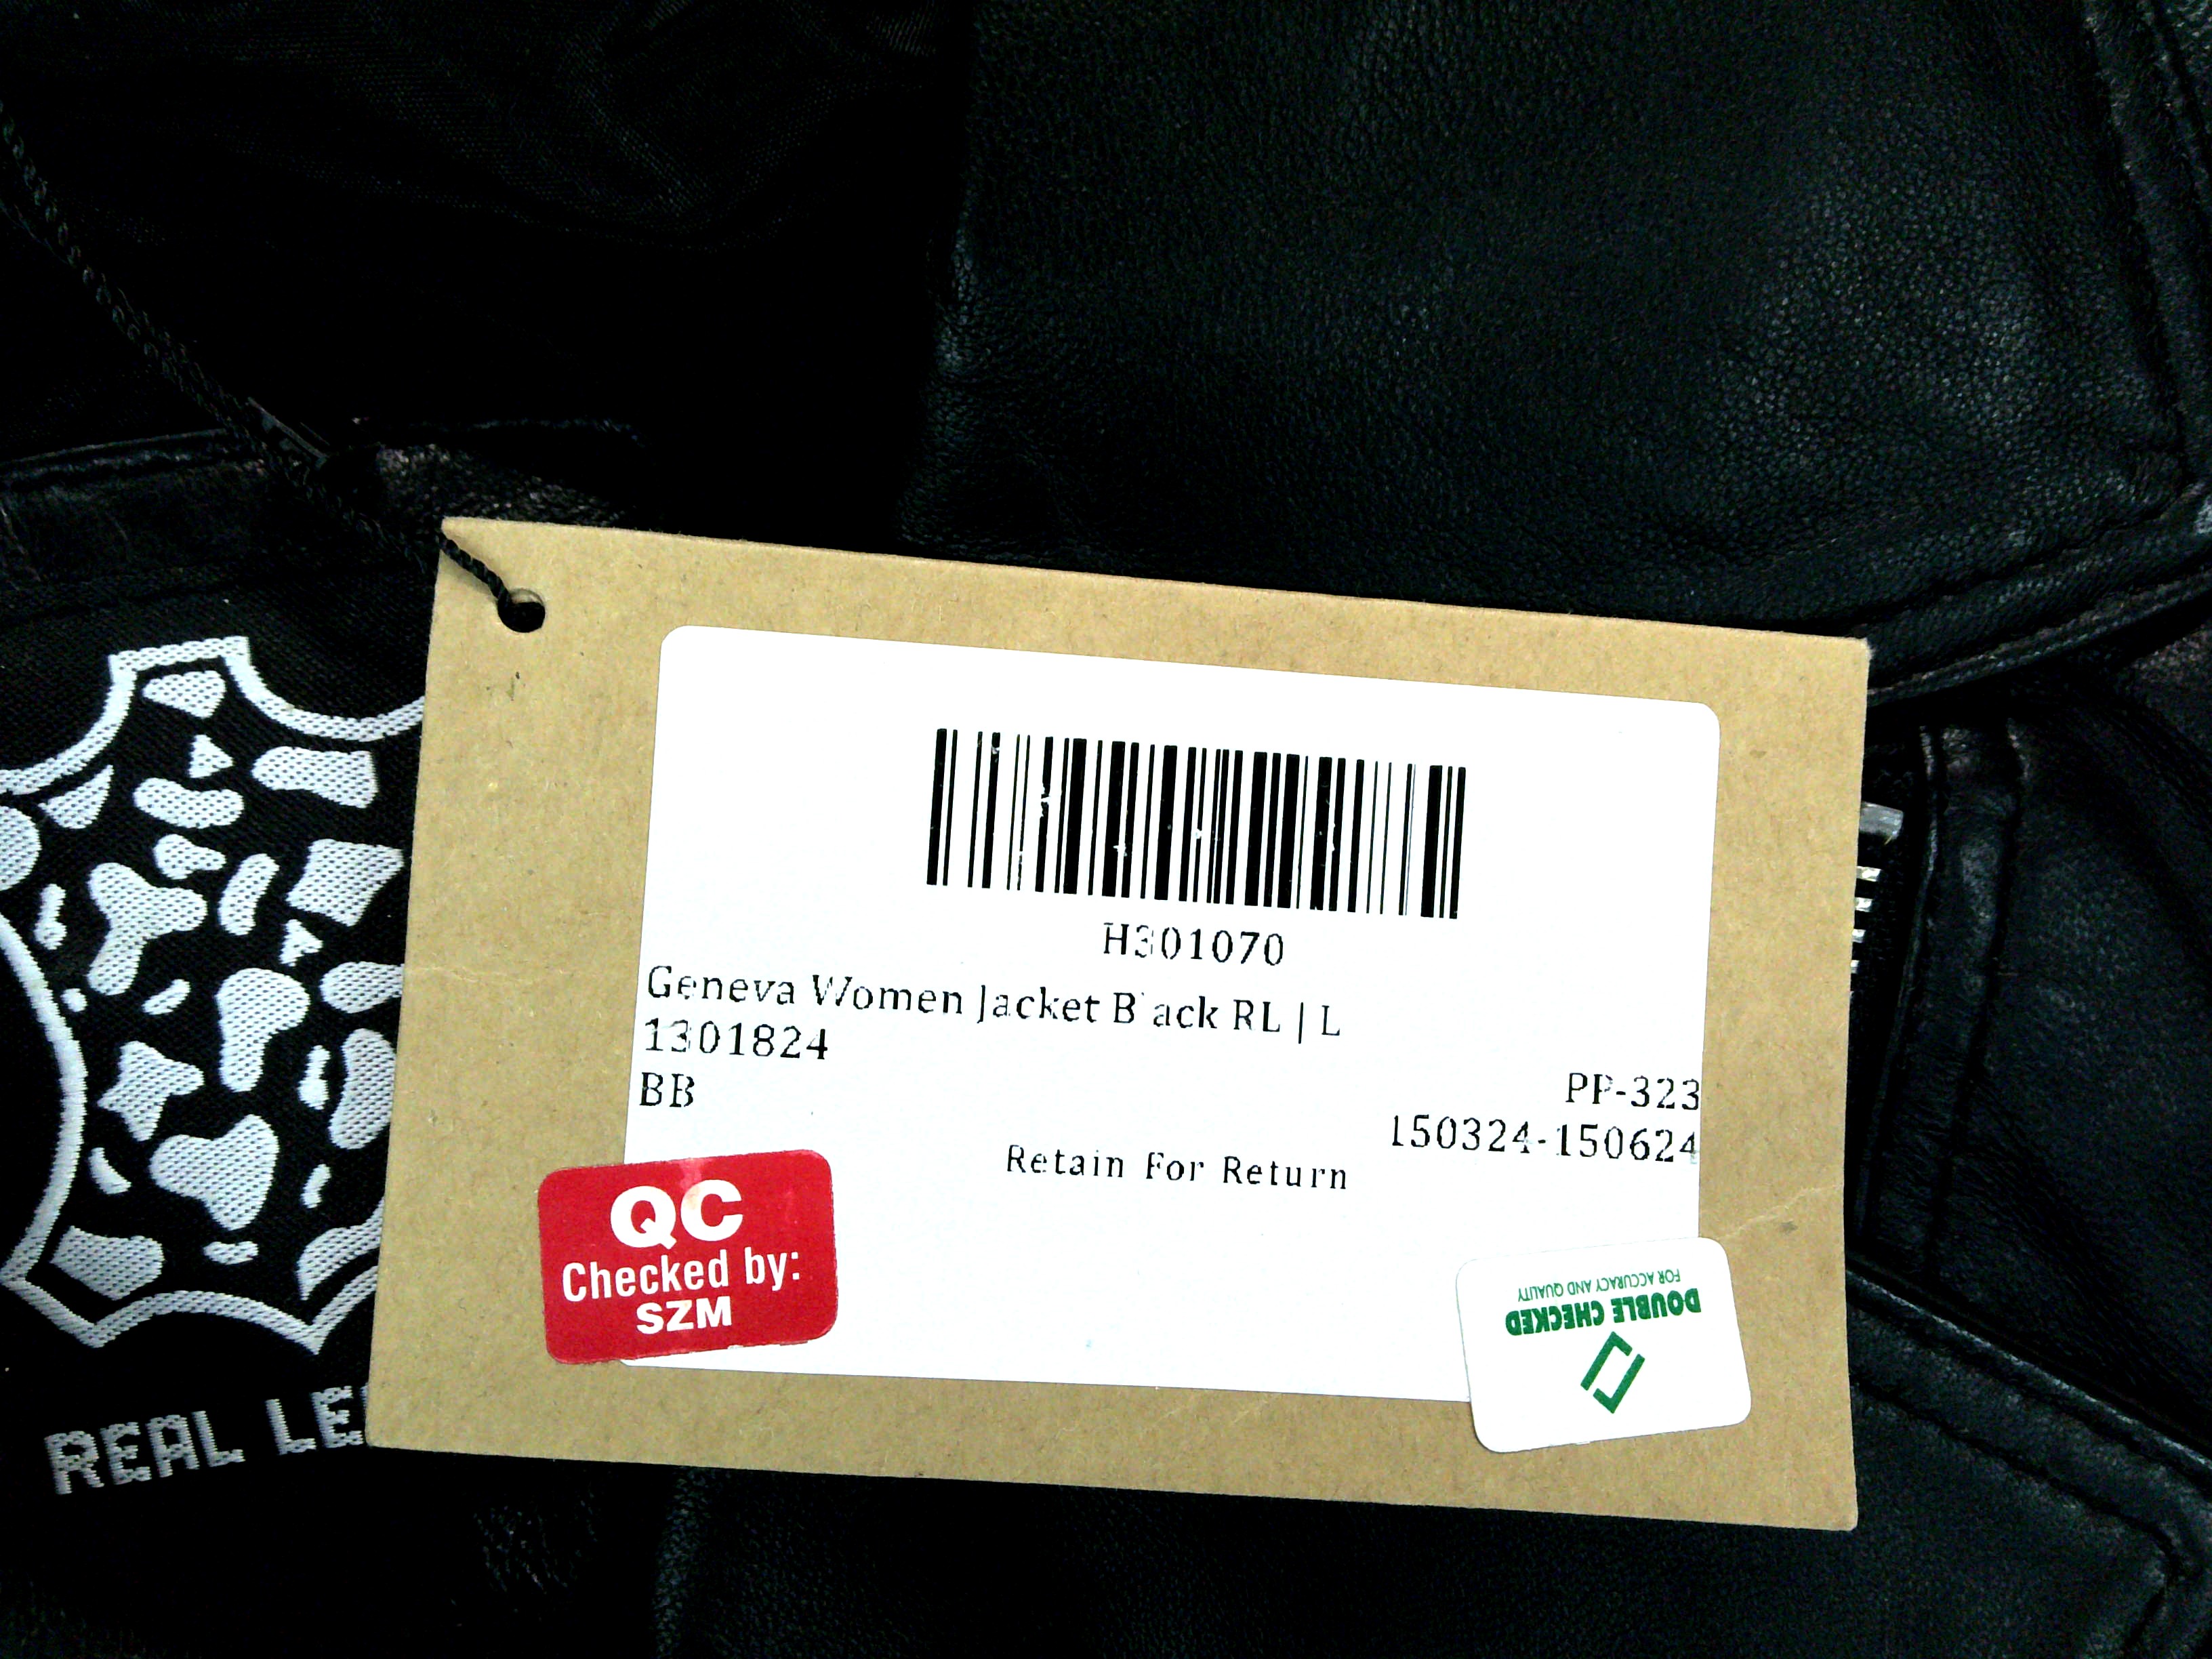 H301070
Geneva Women Jacket Black RL | L
1301824
BB
PP-323
150324-150624
Retain For Return
QC
Checked by:
SZM
DOUBLE CHECKED
FOR ACCURACY AND QUALITY
REAL LE